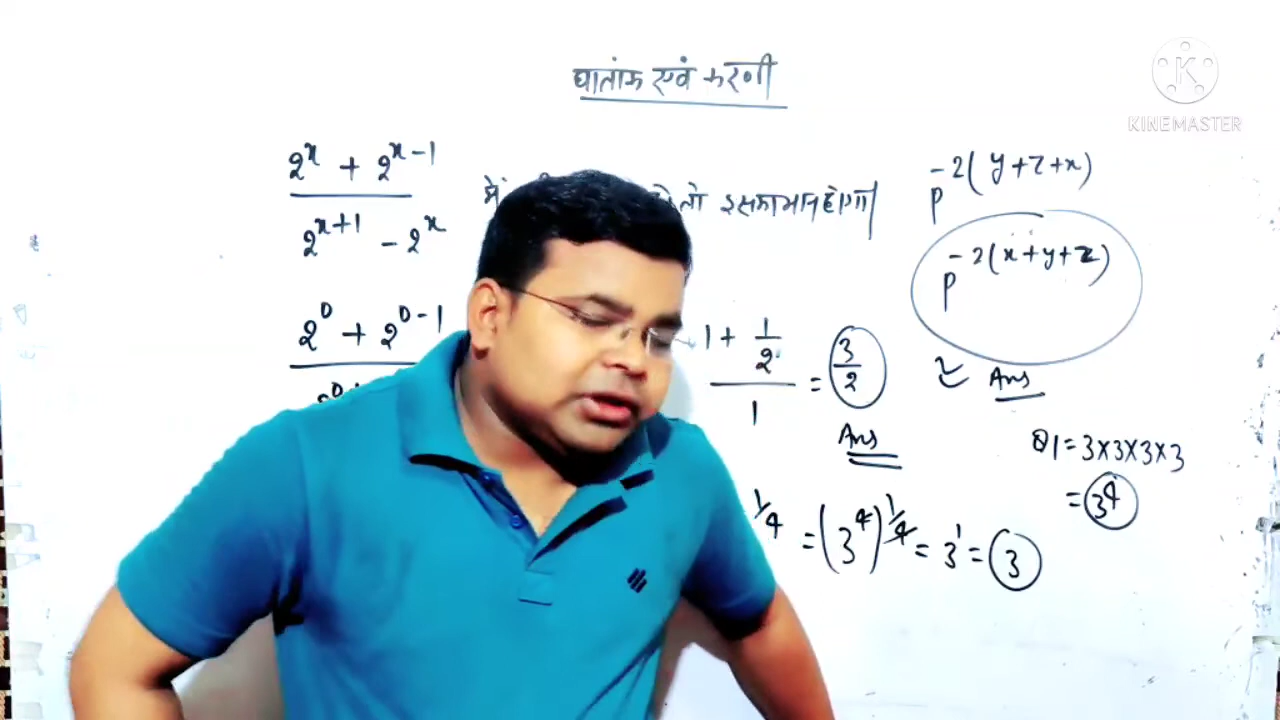 घातांक एवं करणी
KINEMASTER
2^x + 2^{x-1}
2^{x+1} - 2^x
में तो इसका मान होगा
p^{-2(y+z+x)}
p^{-2(x+y+z)}
Ans
2^0 + 2^{0-1}
1 + 1/2
1
= 3/2
Ans
81 = 3×3×3×3
= 3^4
1/4 = (3^4)^{1/4} = 3^1 = 3